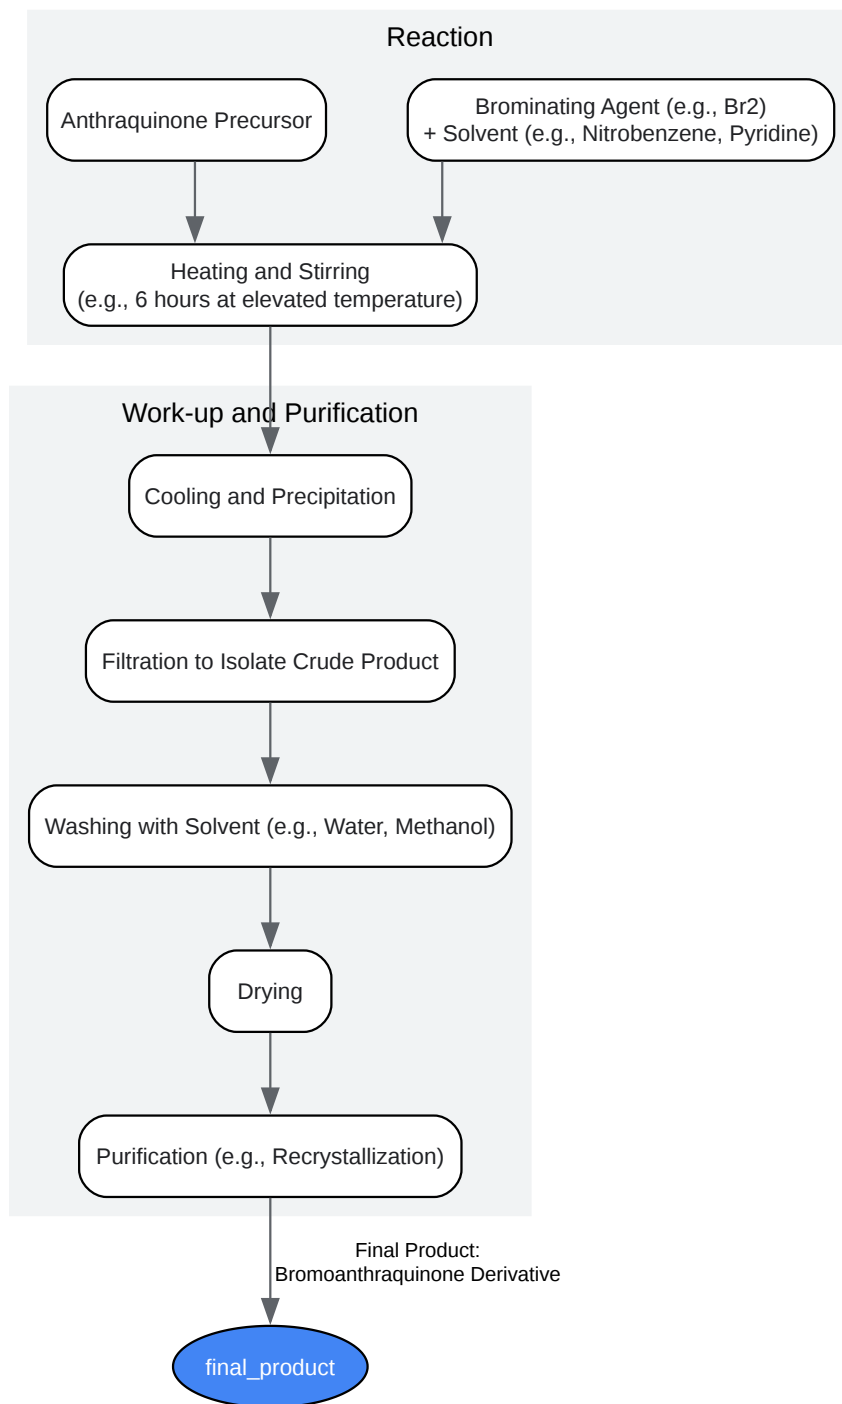 Reaction
Anthraquinone Precursor
Brominating Agent (e.g., Br2)
+ Solvent (e.g., Nitrobenzene, Pyridine)
Heating and Stirring
(e.g., 6 hours at elevated temperature)
Work-up and Purification
Cooling and Precipitation
Filtration to Isolate Crude Product
Washing with Solvent (e.g., Water, Methanol)
Drying
Purification (e.g., Recrystallization)
Final Product:
Bromoanthraquinone Derivative
final_product